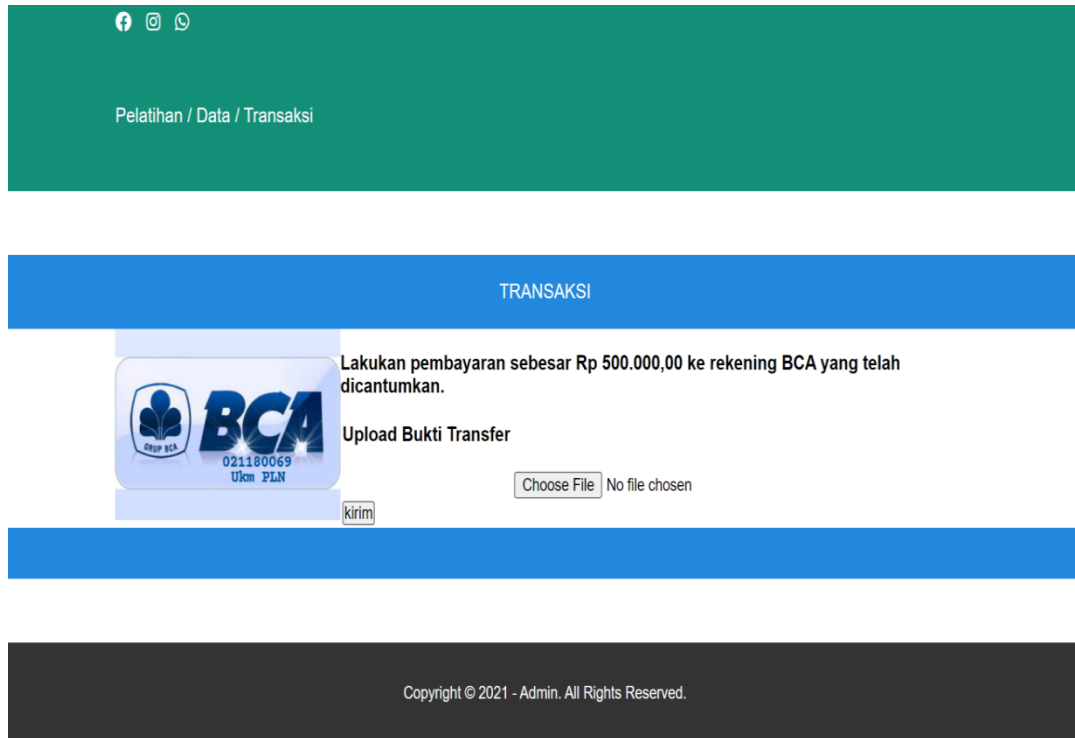 Pelatihan / Data / Transaksi
TRANSAKSI
Lakukan pembayaran sebesar Rp 500.000,00 ke rekening BCA yang telah
dicantumkan.
GRUP BCA
BCA
021180069
Ukm PLN
Upload Bukti Transfer
Choose File No file chosen
kirim
Copyright © 2021 - Admin. All Rights Reserved.